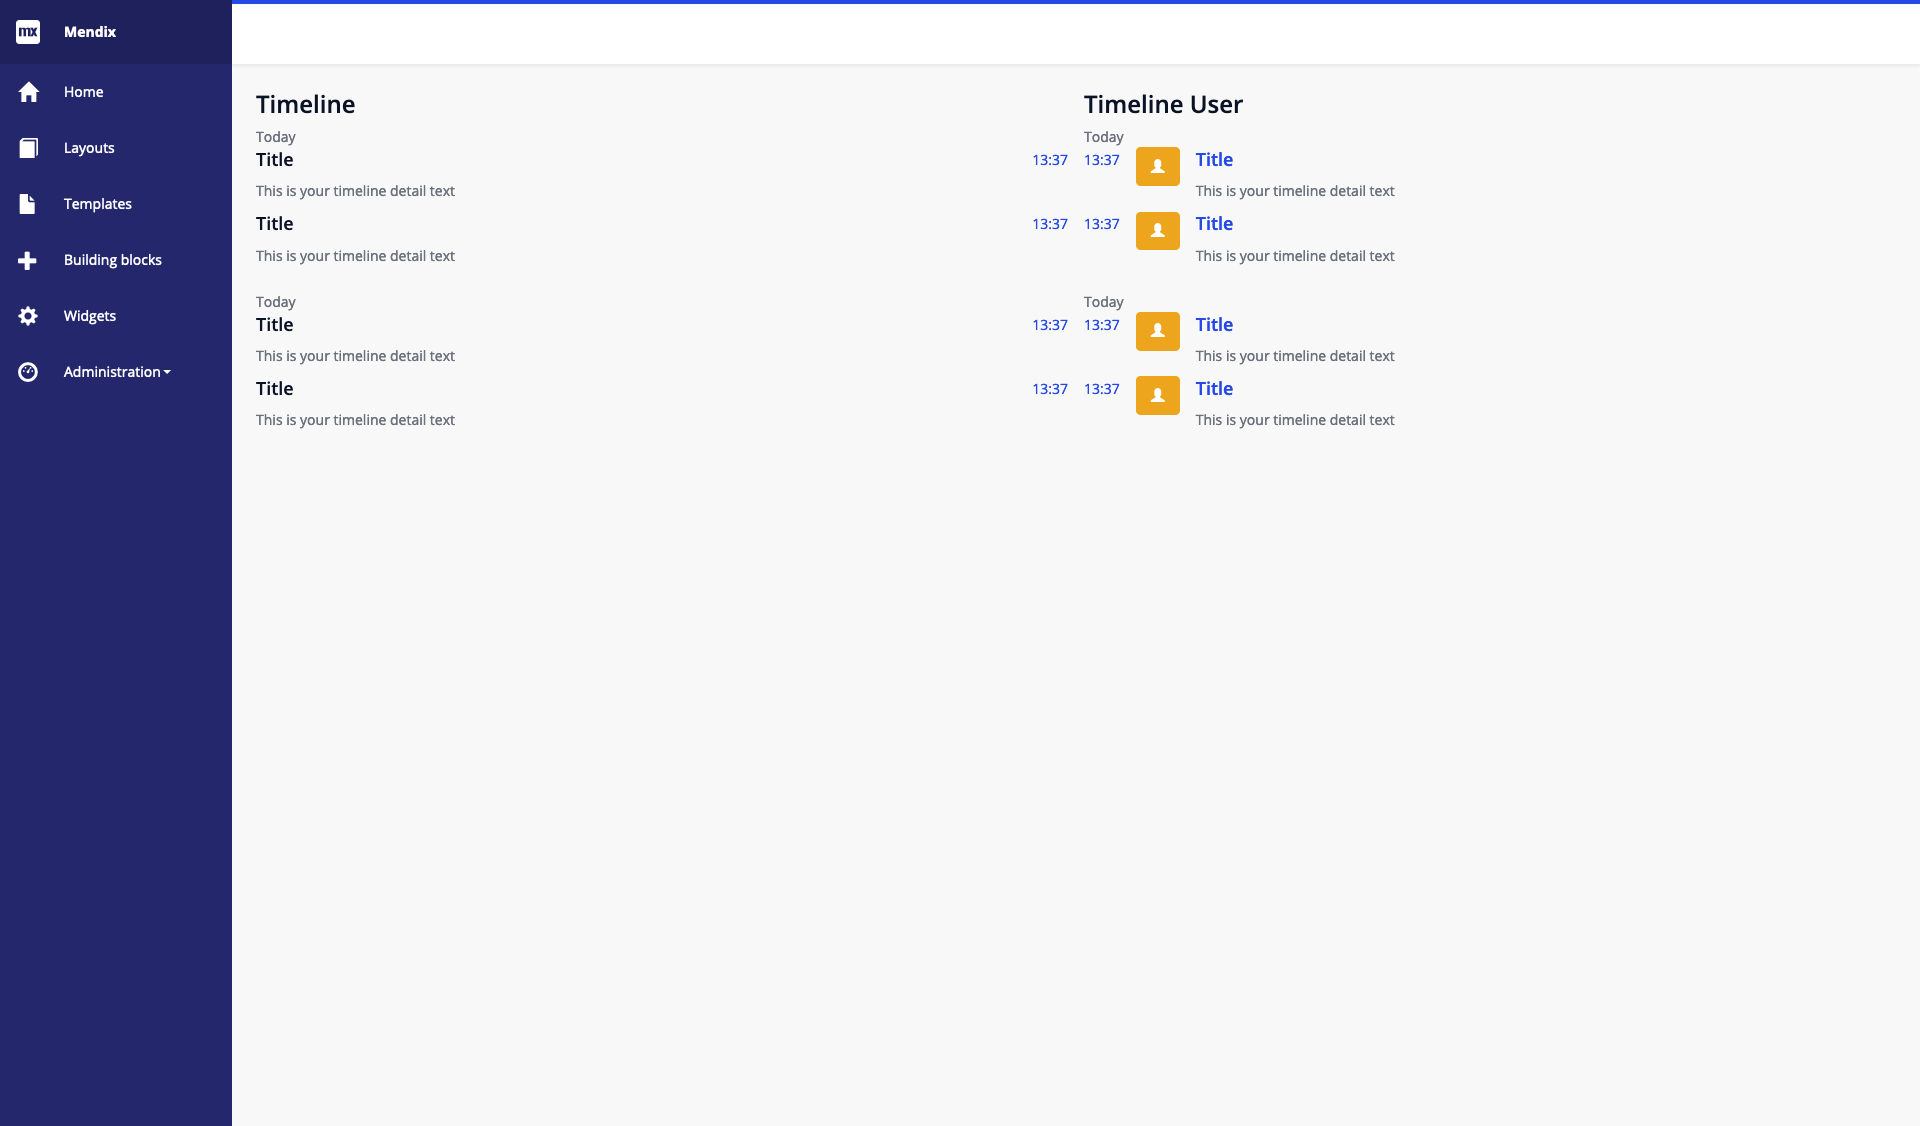 mx Mendix
Home
Layouts
Templates
Building blocks
Widgets
Administration
Timeline
Today
Title 13:37
This is your timeline detail text
Title 13:37
This is your timeline detail text
Today
Title 13:37
This is your timeline detail text
Title 13:37
This is your timeline detail text
Timeline User
Today
13:37 Title
This is your timeline detail text
13:37 Title
This is your timeline detail text
Today
13:37 Title
This is your timeline detail text
13:37 Title
This is your timeline detail text